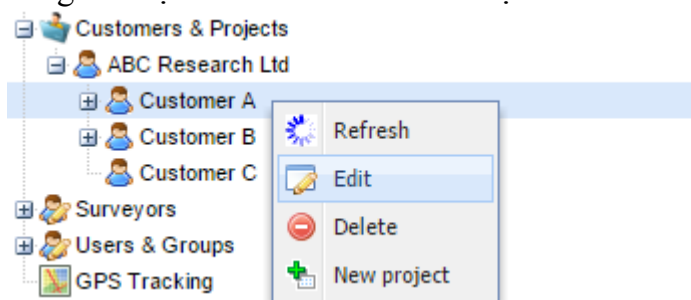 Customers & Projects
ABC Research Ltd
Customer A
Customer B
Customer C
Surveyors
Users & Groups
GPS Tracking
Refresh
Edit
Delete
New project